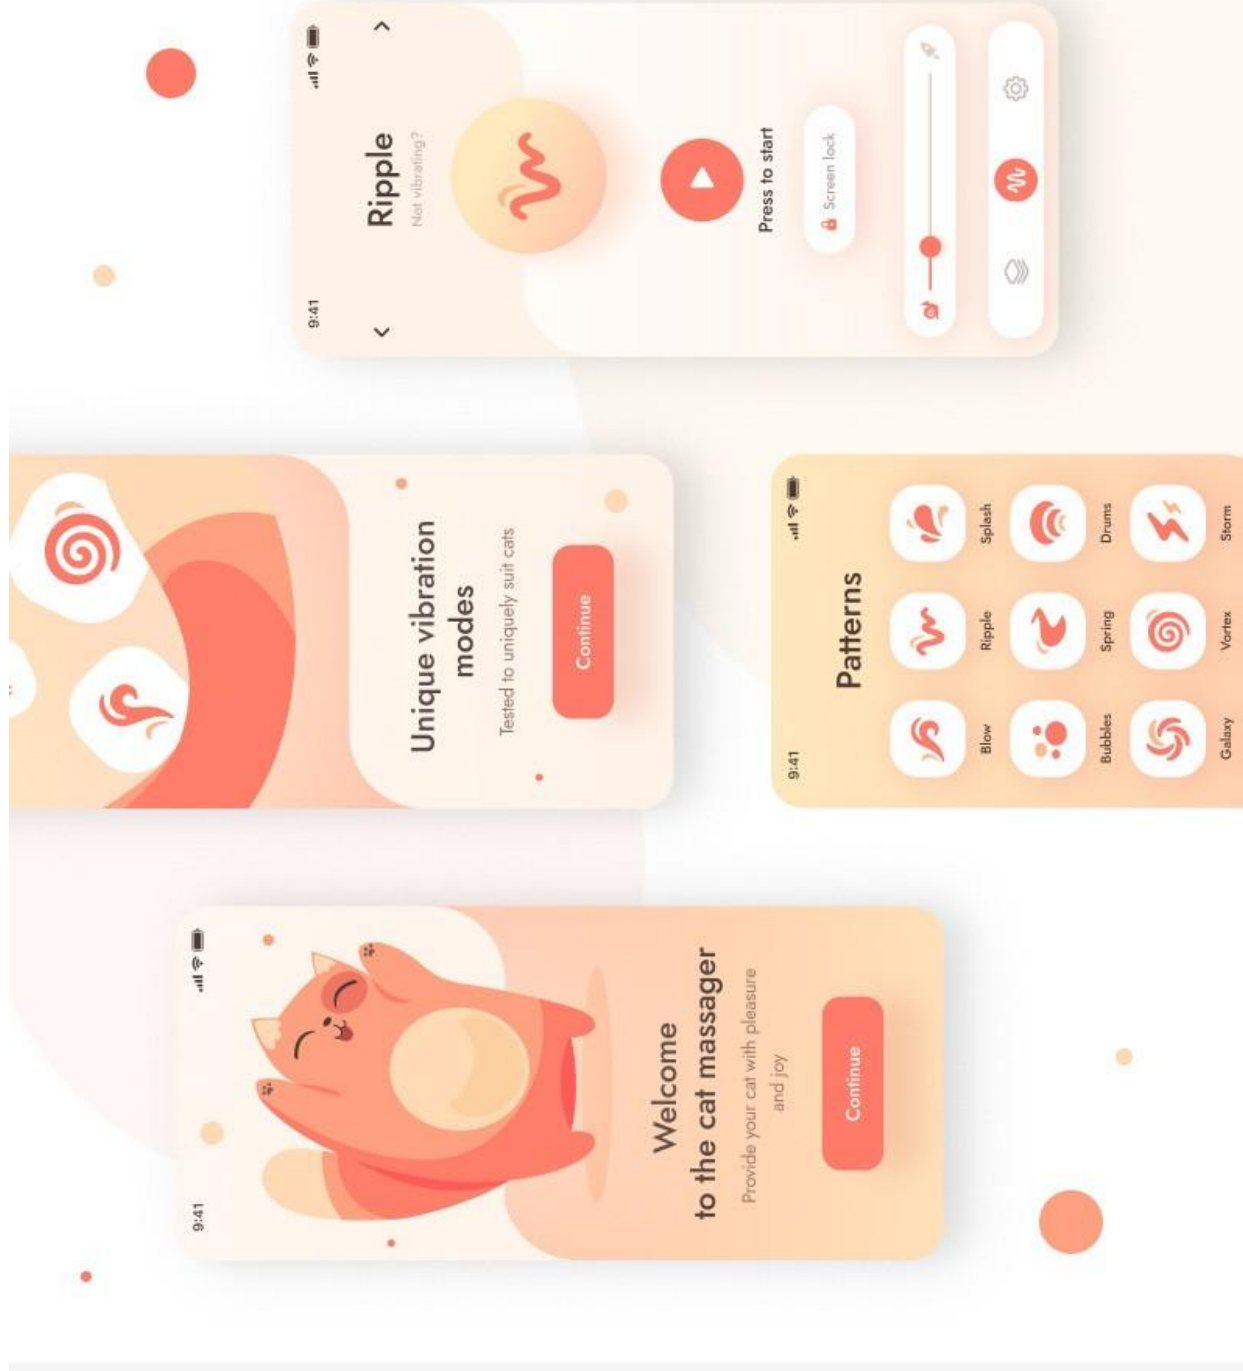 9:41
Welcome
to the cat massager
Provide your cat with pleasure
and joy
Continue
Unique vibration
modes
Tested to uniquely suit cats
Continue
9:41
Patterns
Blow
Ripple
Splash
Bubbles
Spring
Drums
Galaxy
Vortex
Storm
9:41
Ripple
Not vibrating?
Press to start
Screen lock